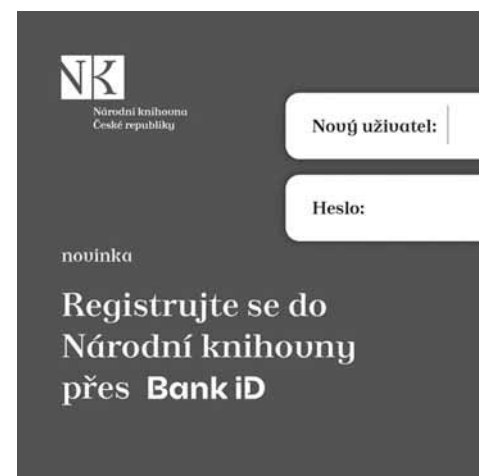 NK
Národní knihovna
České republiky
Nový uživatel:
Heslo:
novinka
Registrujte se do
Národní knihovny
přes Bank iD